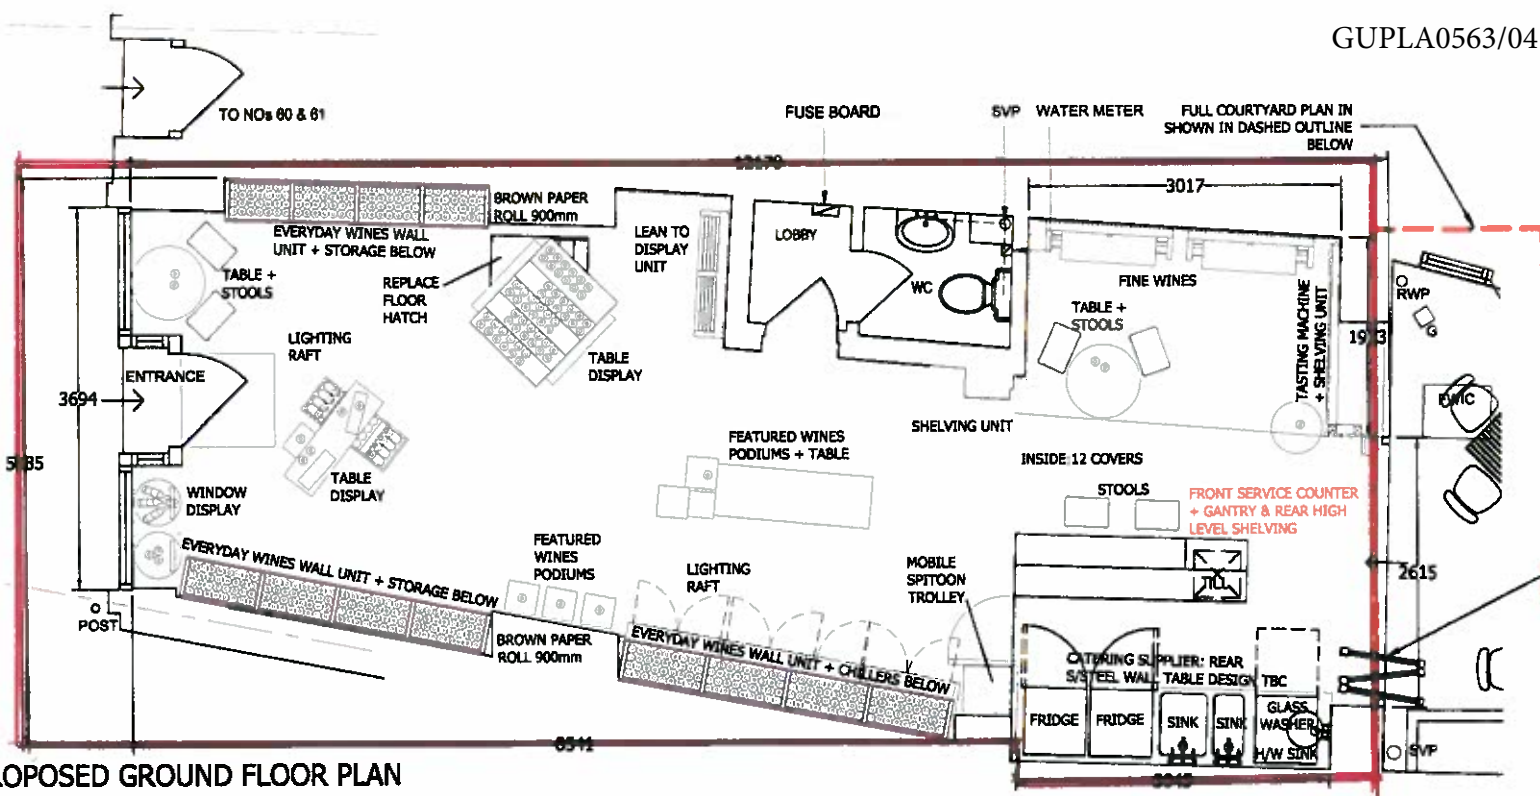 GUPLA0563/04
TO NOs 60 & 61
FUSE BOARD
SVP
WATER METER
FULL COURTYARD PLAN IN
SHOWN IN DASHED OUTLINE
BELOW
12170
3017
BROWN PAPER
ROLL 900mm
EVERYDAY WINES WALL
UNIT + STORAGE BELOW
LEAN TO
DISPLAY
UNIT
LOBBY
WC
FINE WINES
TABLE +
STOOLS
REPLACE
FLOOR
HATCH
TABLE +
STOOLS
TASTING MACHINE
+ SHELVING UNIT
RWP
G
LIGHTING
RAFT
TABLE
DISPLAY
ENTRANCE
3694
SHELVING UNIT
FEATURED WINES
PODIUMS + TABLE
INSIDE 12 COVERS
TABLE
DISPLAY
WINDOW
DISPLAY
STOOLS
FRONT SERVICE COUNTER
+ GANTRY & REAR HIGH
LEVEL SHELVING
EVERYDAY WINES WALL UNIT + STORAGE BELOW
FEATURED
WINES
PODIUMS
LIGHTING
RAFT
MOBILE
SPITOON
TROLLEY
TILL
2615
POST
BROWN PAPER
ROLL 900mm
EVERYDAY WINES WALL UNIT + CHILLERS BELOW
CATERING SUPPLIER: REAR
S/STEEL WALL TABLE DESIGN TBC
FRIDGE
FRIDGE
SINK
SINK
GLASS
WASHER
H/W SINK
SVP
OPOSED GROUND FLOOR PLAN